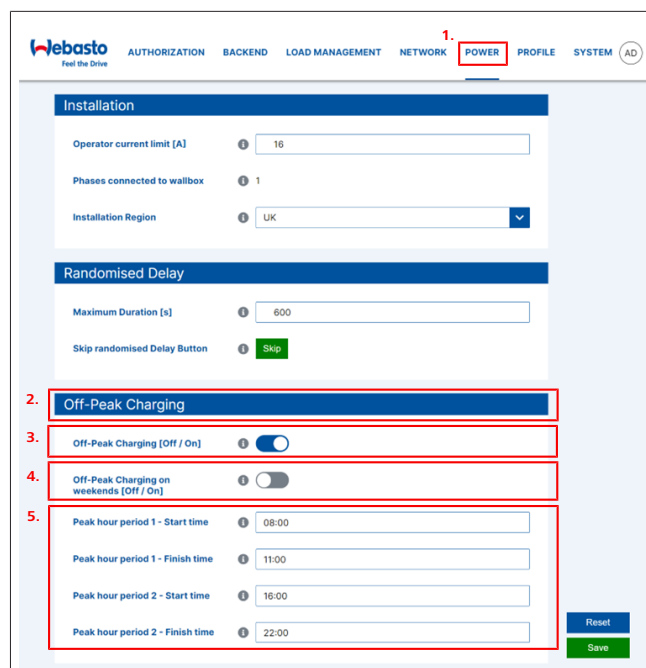 1.
Webasto
Feel the Drive
AUTHORIZATION BACKEND LOAD MANAGEMENT NETWORK POWER PROFILE SYSTEM AD
Installation
Operator current limit [A] 16
Phases connected to wallbox 1
Installation Region UK
Randomised Delay
Maximum Duration [s] 600
Skip randomised Delay Button Skip
2. Off-Peak Charging
3. Off-Peak Charging [Off / On]
4. Off-Peak Charging on
weekends [Off / On]
5. Peak hour period 1 - Start time 08:00
Peak hour period 1 - Finish time 11:00
Peak hour period 2 - Start time 16:00
Peak hour period 2 - Finish time 22:00
Reset
Save